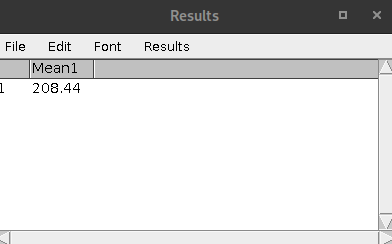 Results
File Edit Font Results
Mean1
1 208.44